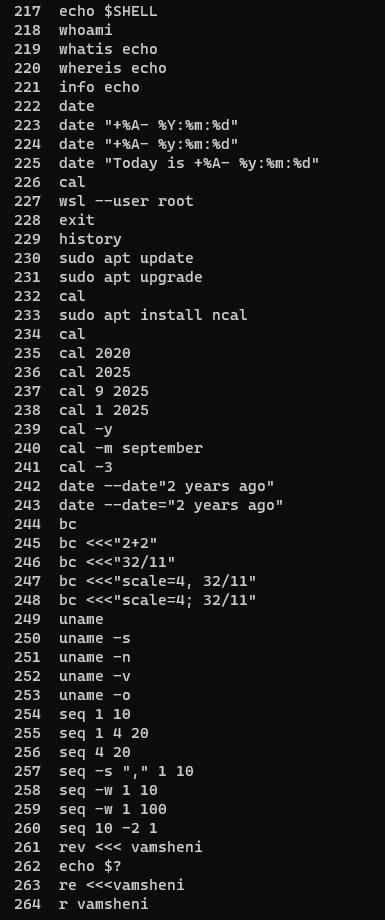 217 echo $SHELL
218 whoami
219 whatis echo
220 whereis echo
221 info echo
222 date
223 date "+%A- %Y:%m:%d"
224 date "+%A- %y:%m:%d"
225 date "Today is +%A- %y:%m:%d"
226 cal
227 wsl --user root
228 exit
229 history
230 sudo apt update
231 sudo apt upgrade
232 cal
233 sudo apt install ncal
234 cal
235 cal 2020
236 cal 2025
237 cal 9 2025
238 cal 1 2025
239 cal -y
240 cal -m september
241 cal -3
242 date --date"2 years ago"
243 date --date="2 years ago"
244 bc
245 bc <<<"2+2"
246 bc <<<"32/11"
247 bc <<<"scale=4, 32/11"
248 bc <<<"scale=4; 32/11"
249 uname
250 uname -s
251 uname -n
252 uname -v
253 uname -o
254 seq 1 10
255 seq 1 4 20
256 seq 4 20
257 seq -s "," 1 10
258 seq -w 1 10
259 seq -w 1 100
260 seq 10 -2 1
261 rev <<< vamsheni
262 echo $?
263 re <<<vamsheni
264 r vamsheni